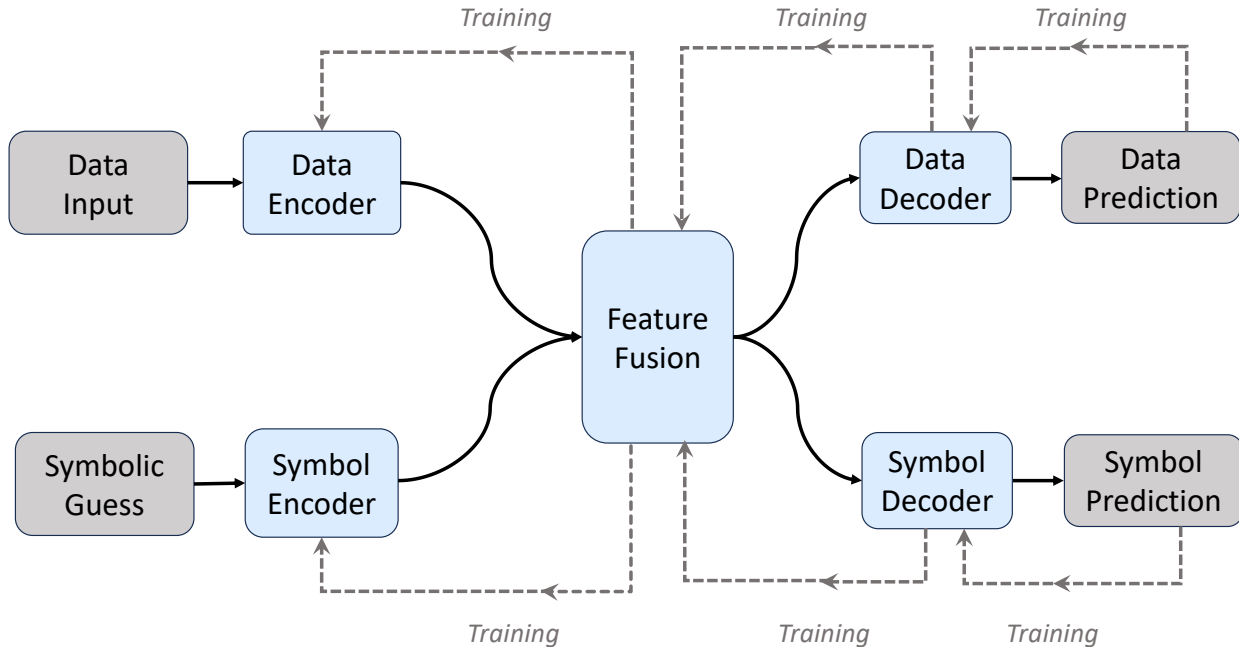 Training
Training
Training
Data
Input
Data
Encoder
Data
Decoder
Data
Prediction
Feature
Fusion
Symbolic
Guess
Symbol
Encoder
Symbol
Decoder
Symbol
Prediction
Training
Training
Training